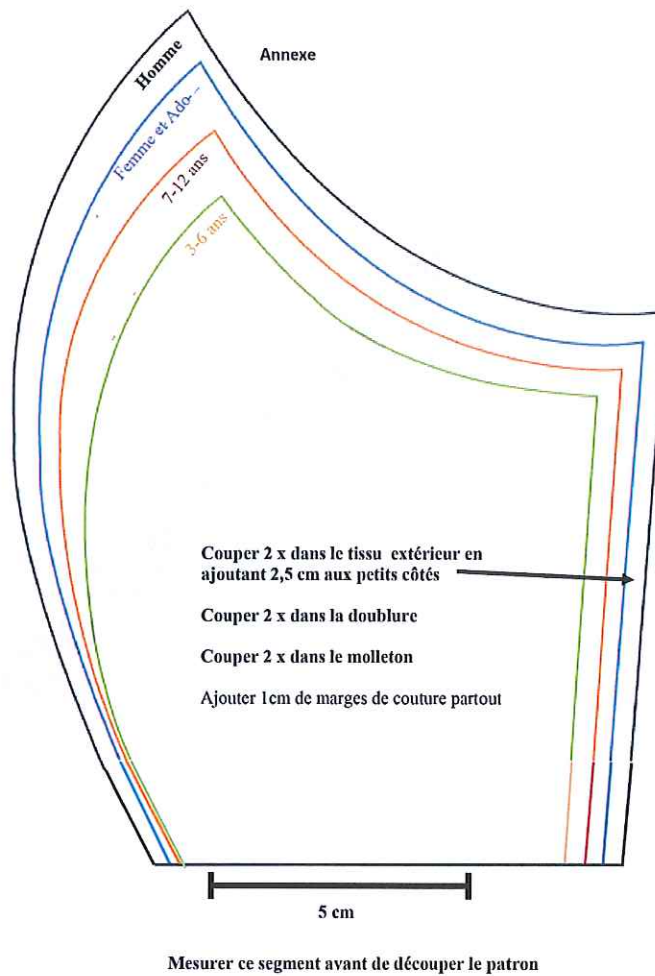 Annexe
Homme
Femme et Ado
7-12 ans
3-6 ans
Couper 2 x dans le tissu extérieur en
ajoutant 2,5 cm aux petits côtés
Couper 2 x dans la doublure
Couper 2 x dans le molleton
Ajouter 1cm de marges de couture partout
5 cm
Mesurer ce segment avant de découper le patron